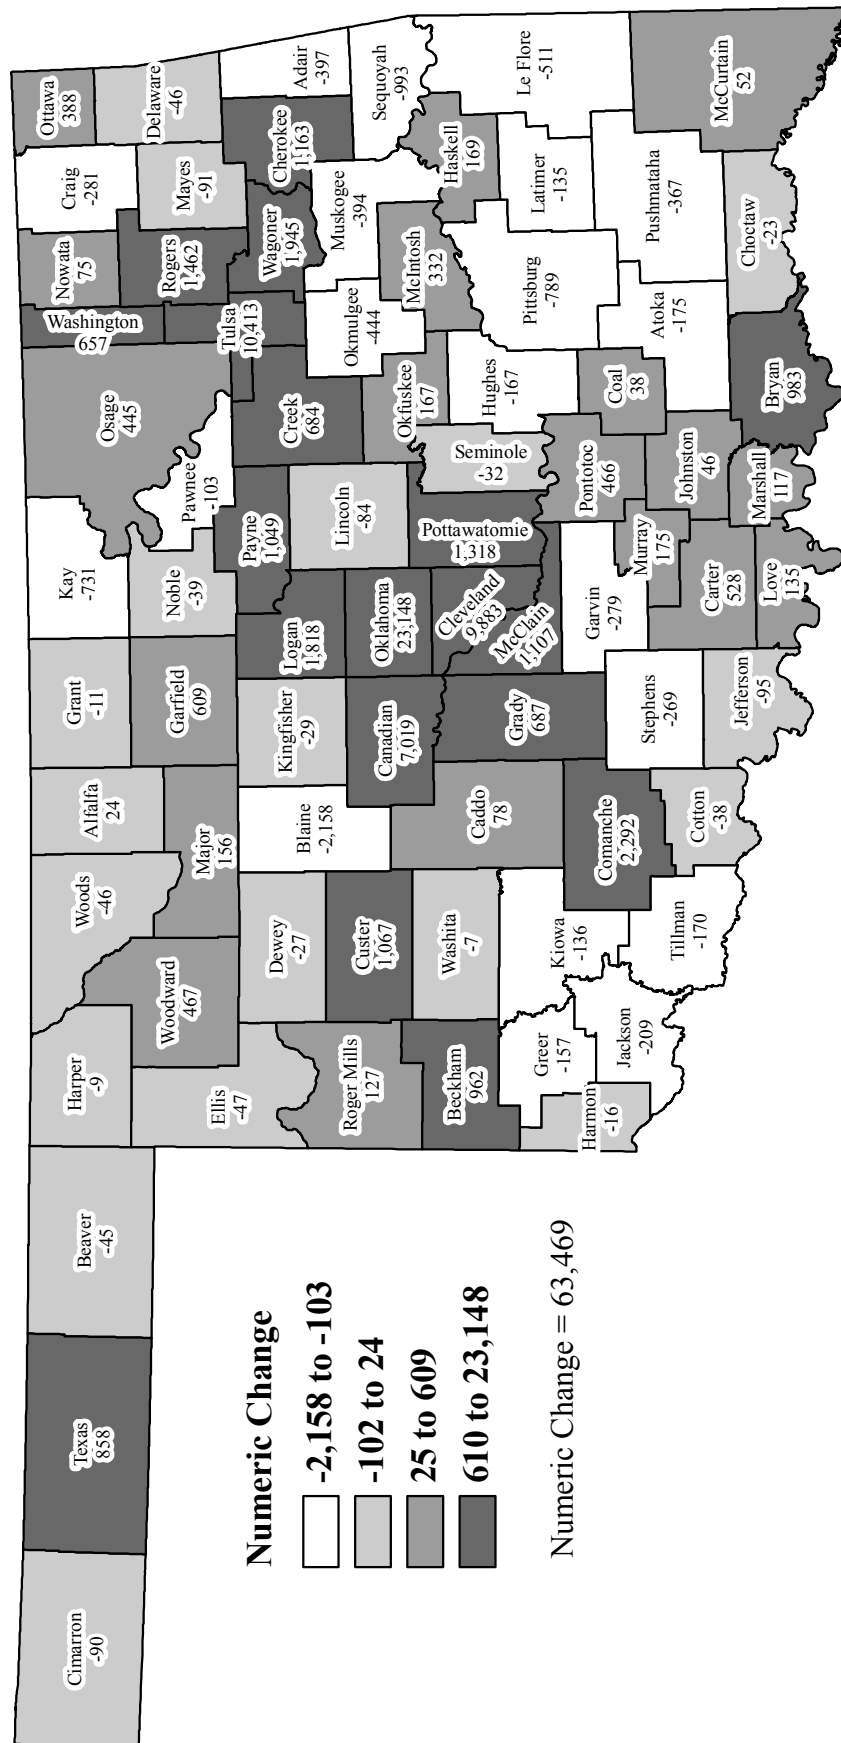 Cimarron
-90
Texas
858
Beaver
-45
Harper
-9
Woods
-46
Alfalfa
24
Grant
-11
Kay
-731
Osage
445
Washington
657
Nowata
75
Craig
-281
Ottawa
388
Delaware
-46
Ellis
-47
Woodward
467
Major
156
Garfield
609
Noble
-39
Pawnee
-103
Rogers
1,462
Mayes
-91
Tulsa
10,413
Wagoner
1,945
Cherokee
1,163
Adair
-397
Roger Mills
127
Dewey
-27
Blaine
-2,158
Kingfisher
-29
Logan
1,818
Payne
1,049
Creek
684
Custer
1,067
Canadian
7,019
Oklahoma
23,148
Lincoln
-84
Okmulgee
-444
Muskogee
-394
Sequoyah
-993
Beckham
962
Washita
-7
Caddo
78
Grady
687
Cleveland
9,883
McClain
1,107
Pottawatomie
1,318
Seminole
-32
Okfuskee
167
McIntosh
332
Haskell
169
Le Flore
-511
Hughes
-167
Pittsburg
-789
Latimer
-135
Greer
-157
Kiowa
-136
Comanche
2,292
Harmon
-16
Jackson
-209
Tillman
-170
Cotton
-38
Stephens
-269
Garvin
-279
Murray
175
Pontotoc
466
Coal
38
Atoka
-175
Pushmataha
-367
McCurtain
52
Jefferson
-95
Carter
528
Johnston
46
Love
135
Marshall
117
Bryan
983
Choctaw
-23
Numeric Change
-2,158 to -103
-102 to 24
25 to 609
610 to 23,148
Numeric Change = 63,469